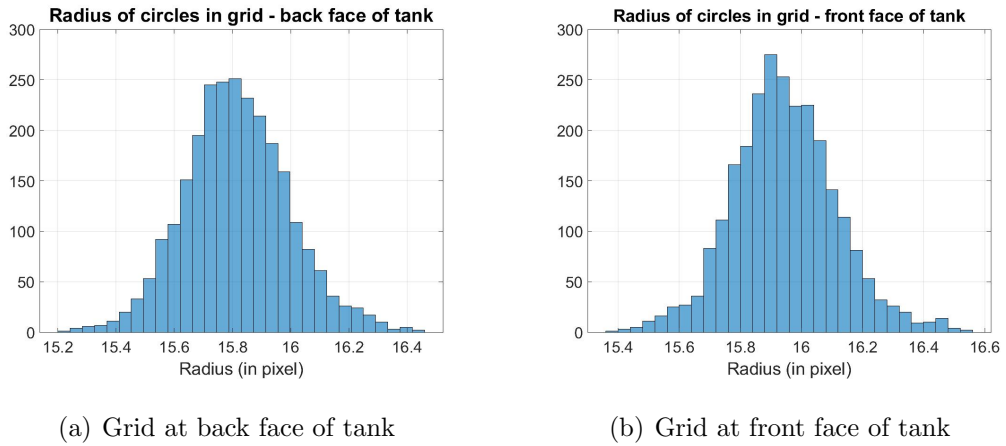 Radius of circles in grid - back face of tank
300
250
200
150
100
50
0
15.2 15.4 15.6 15.8 16 16.2 16.4
Radius (in pixel)
(a) Grid at back face of tank
Radius of circles in grid - front face of tank
300
250
200
150
100
50
0
15.4 15.6 15.8 16 16.2 16.4 16.6
Radius (in pixel)
(b) Grid at front face of tank